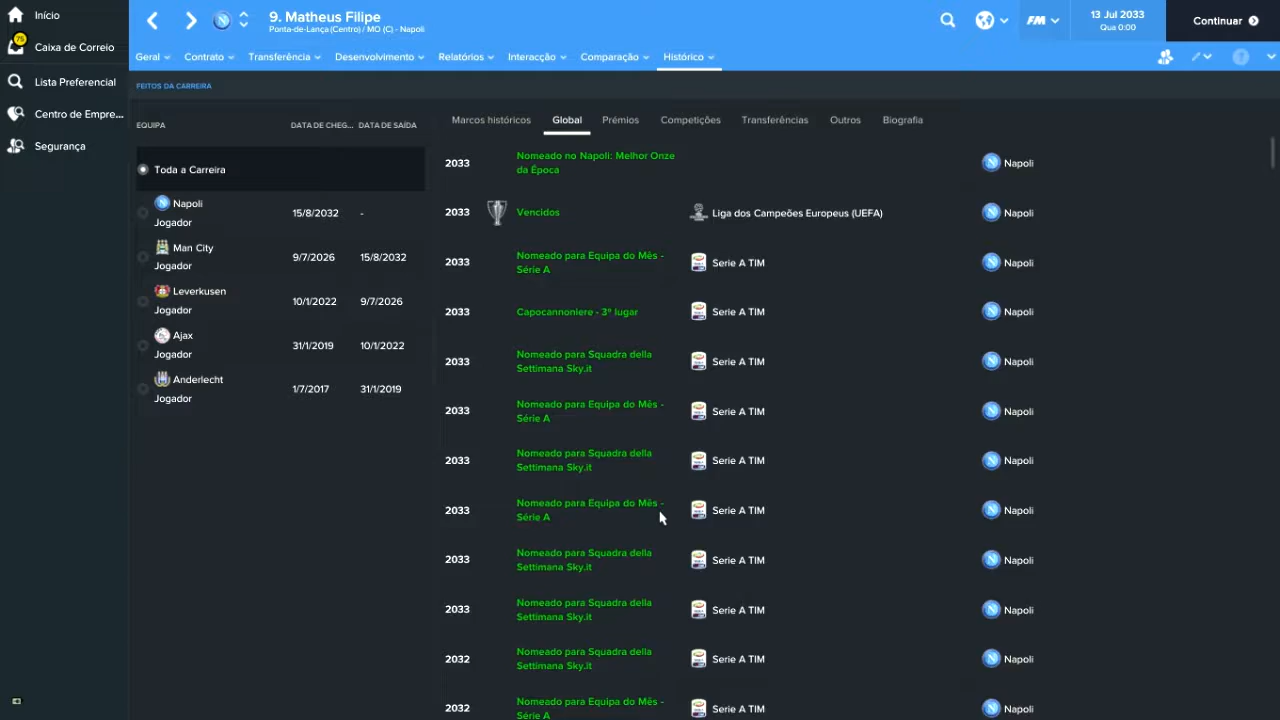 Início
75
Caixa de Correio
Lista Preferencial
Centro de Empre...
Segurança
9. Matheus Filipe
Ponta-de-Lança (Centro) / MO (C) - Napoli
FM
13 Jul 2033
Qua 0:00
Continuar
Geral
Contrato
Transferência
Desenvolvimento
Relatórios
Interacção
Comparação
Histórico
FEITOS DA CARREIRA
EQUIPA
DATA DE CHEG...
DATA DE SAÍDA
Toda a Carreira
Napoli
Jogador
15/8/2032
-
Man City
Jogador
9/7/2026
15/8/2032
Leverkusen
Jogador
10/1/2022
9/7/2026
Ajax
Jogador
31/1/2019
10/1/2022
Anderlecht
Jogador
1/7/2017
31/1/2019
Marcos históricos
Global
Prémios
Competições
Transferências
Outros
Biografia
2033
Nomeado no Napoli: Melhor Onze
da Época
Napoli
2033
Vencidos
Liga dos Campeões Europeus (UEFA)
Napoli
2033
Nomeado para Equipa do Mês -
Série A
Serie A TIM
Napoli
2033
Capocannoniere - 3º lugar
Serie A TIM
Napoli
2033
Nomeado para Squadra della
Settimana Sky.it
Serie A TIM
Napoli
2033
Nomeado para Equipa do Mês -
Série A
Serie A TIM
Napoli
2033
Nomeado para Squadra della
Settimana Sky.it
Serie A TIM
Napoli
2033
Nomeado para Equipa do Mês -
Série A
Serie A TIM
Napoli
2033
Nomeado para Squadra della
Settimana Sky.it
Serie A TIM
Napoli
2033
Nomeado para Squadra della
Settimana Sky.it
Serie A TIM
Napoli
2032
Nomeado para Squadra della
Settimana Sky.it
Serie A TIM
Napoli
2032
Nomeado para Equipa do Mês -
Série A
Serie A TIM
Napoli